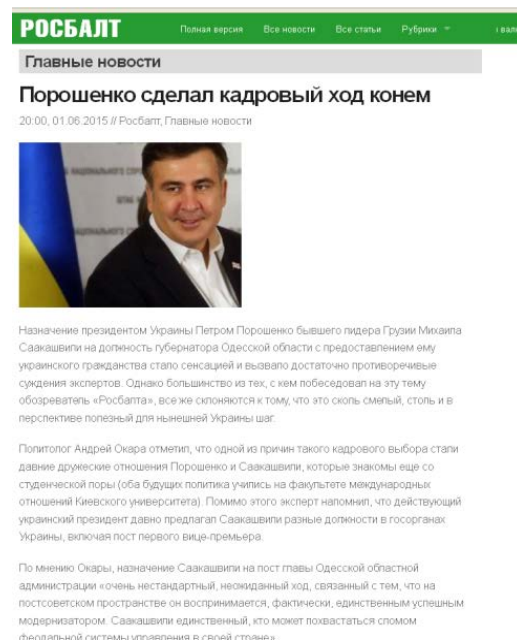 РОСБАЛТ
Полная версия Все новости Все статьи Рубрики
Главные новости
Порошенко сделал кадровый ход конем
20:00, 01.06.2015 // Росбалт, Главные новости
Назначение президентом Украины Петром Порошенко бывшего лидера Грузии Михаила
Саакашвили на должность губернатора Одесской области с предоставлением ему
украинского гражданства стало сенсацией и вызвало достаточно противоречивые
суждения экспертов. Однако большинство из тех, с кем побеседовал на эту тему
обозреватель «Росбалта», все же склоняются к тому, что это сколь смелый, столь и в
перспективе полезный для нынешней Украины шаг.
Политолог Андрей Окара отметил, что одной из причин такого кадрового выбора стали
давние дружеские отношения Порошенко и Саакашвили, которые знакомы еще со
студенческой поры (оба будущих политика учились на факультете международных
отношений Киевского университета). Помимо этого эксперт напомнил, что действующий
украинский президент давно предлагал Саакашвили разные должности в госорганах
Украины, включая пост первого вице-премьера.
По мнению Окары, назначение Саакашвили на пост главы Одесской областной
администрации «очень нестандартный, неожиданный ход, связанный с тем, что на
постсоветском пространстве он воспринимается, фактически, единственным успешным
модернизатором. Саакашвили единственный, кто может похвастаться сломом
феодальной системы управления в своей стране»